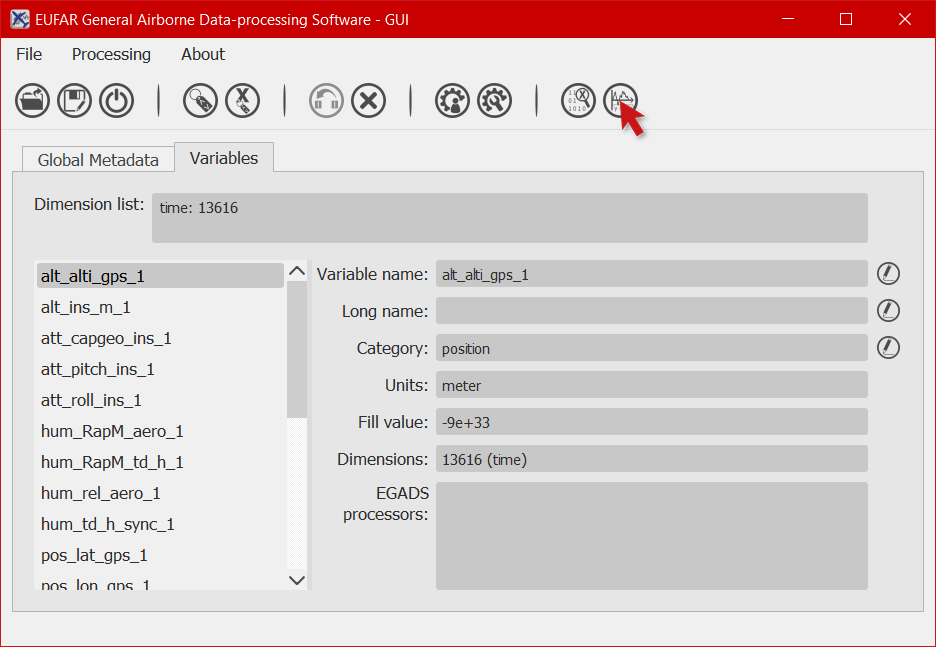 EUFAR General Airborne Data-processing Software - GUI
File Processing About
Global Metadata Variables
Dimension list: time: 13616
alt_alti_gps_1
alt_ins_m_1
att_capgeo_ins_1
att_pitch_ins_1
att_roll_ins_1
hum_RapM_aero_1
hum_RapM_td_h_1
hum_rel_aero_1
hum_td_h_sync_1
pos_lat_gps_1
pos_lon_gps_1
Variable name: alt_alti_gps_1
Long name:
Category: position
Units: meter
Fill value: -9e+33
Dimensions: 13616 (time)
EGADS
processors: